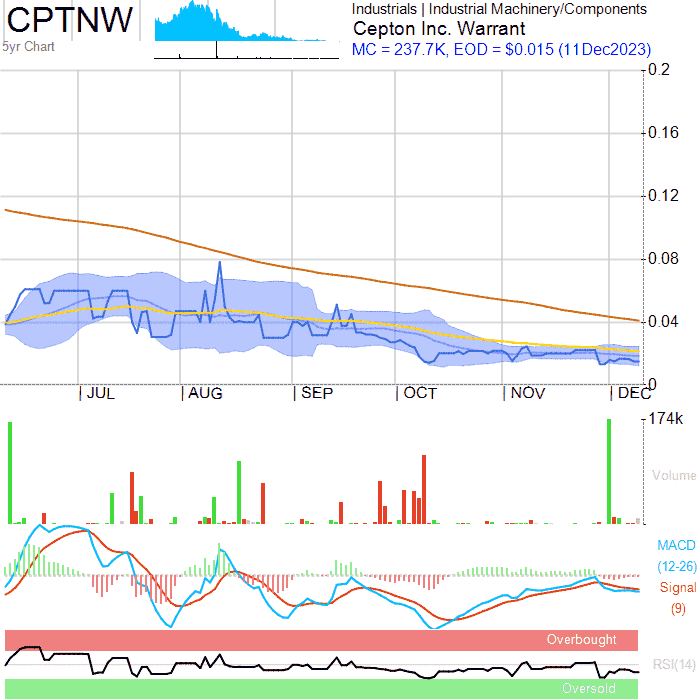 CPTNW
5yr Chart
Industrials | Industrial Machinery/Components
Cepton Inc. Warrant
MC = 237.7K, EOD = $0.015 (11Dec2023)
0.2
0.16
0.12
0.08
0.04
0
| JUL | AUG | SEP | OCT | NOV | DEC
174k
Volume
MACD
(12-26)
Signal
(9)
Overbought
RSI(14)
Oversold